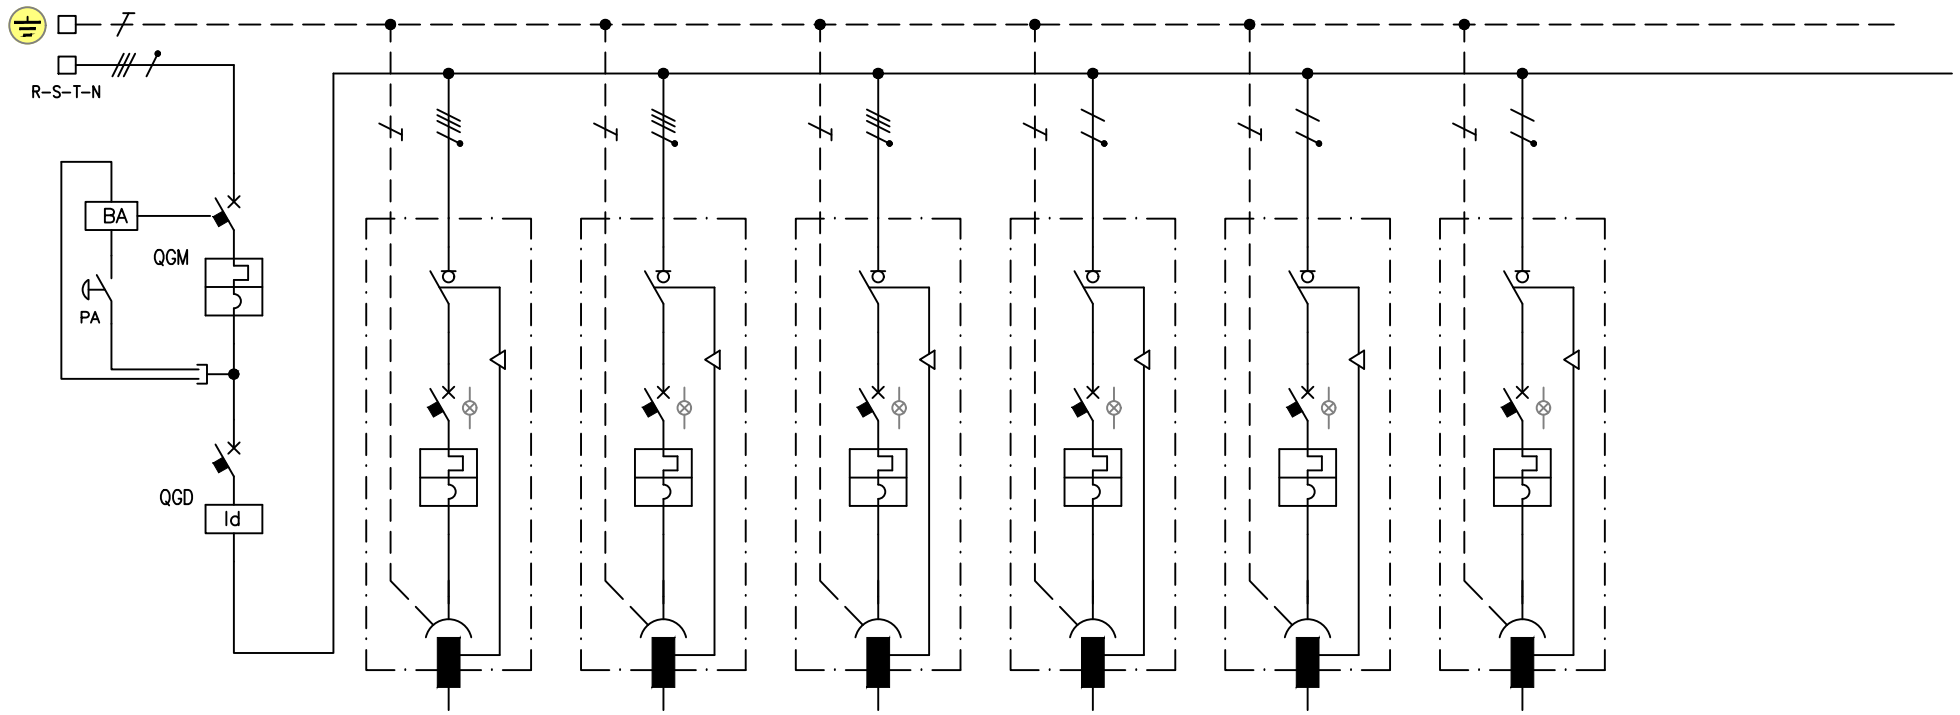 R-S-T-N
BA
QGM
PA
QGD
Id